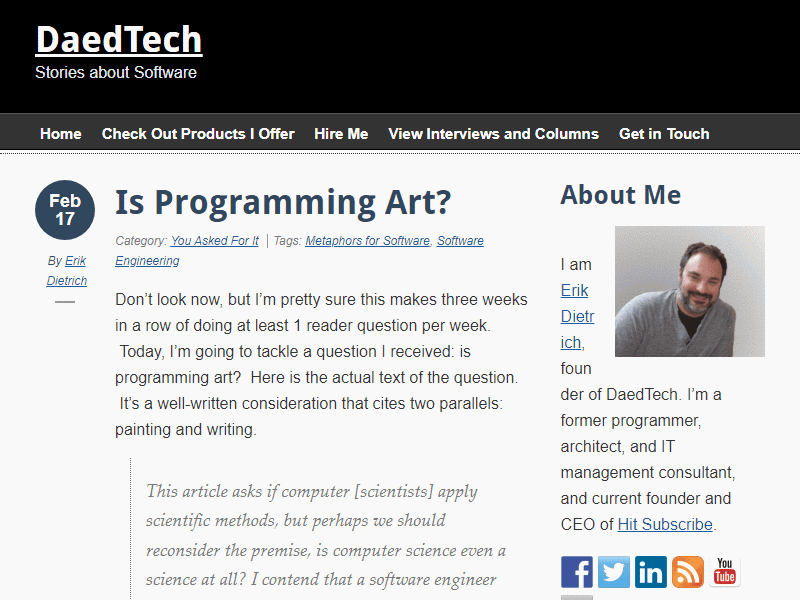 DaedTech
Stories about Software
Home Check Out Products I Offer Hire Me View Interviews and Columns Get in Touch
Feb
17
By Erik
Dietrich
Is Programming Art?
Category: You Asked For It | Tags: Metaphors for Software, Software
Engineering
Don’t look now, but I’m pretty sure this makes three weeks
in a row of doing at least 1 reader question per week.
Today, I’m going to tackle a question I received: is
programming art? Here is the actual text of the question.
It’s a well-written consideration that cites two parallels:
painting and writing.
This article asks if computer [scientists] apply
scientific methods, but perhaps we should
reconsider the premise, is computer science even a
science at all? I contend that a software engineer
About Me
I am
Erik
Dietr
ich,
foun
der of DaedTech. I’m a
former programmer,
architect, and IT
management consultant,
and current founder and
CEO of Hit Subscribe.
You
Tube